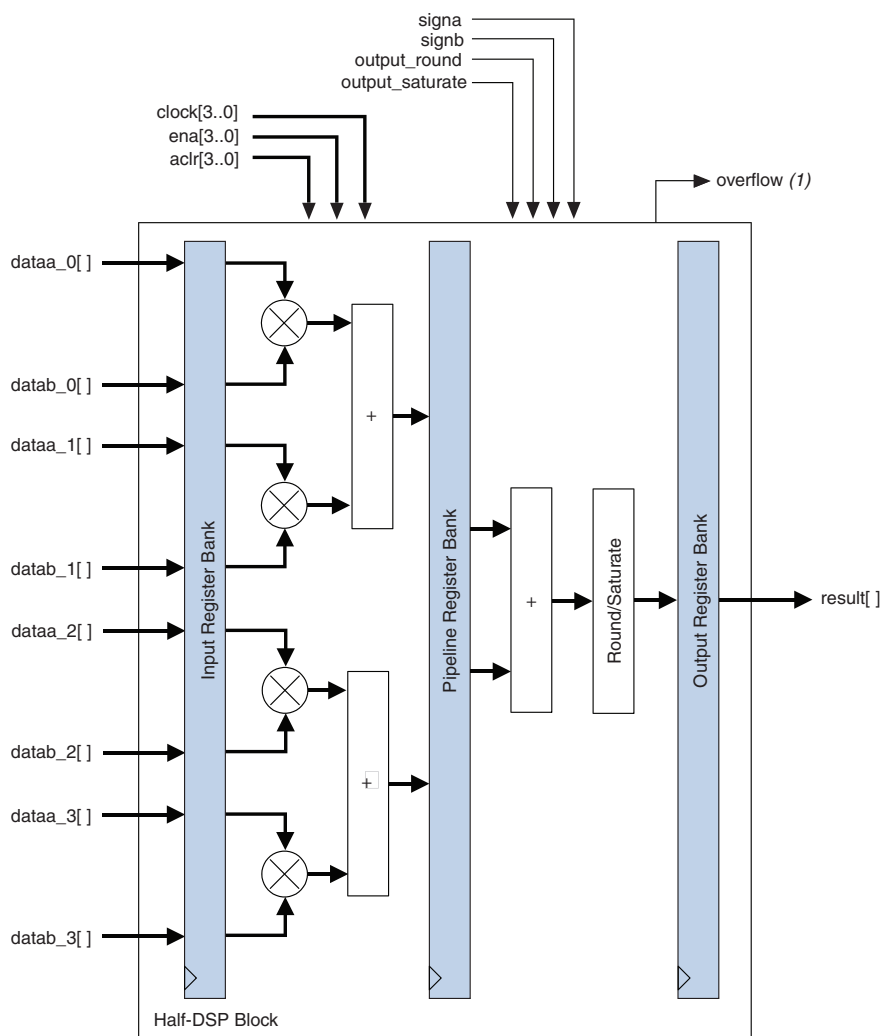 signa
signb
output_round
output_saturate
clock[3..0]
ena[3..0]
aclr[3..0]
overflow (1)
dataa_0[ ]
datab_0[ ]
dataa_1[ ]
datab_1[ ]
dataa_2[ ]
datab_2[ ]
dataa_3[ ]
datab_3[ ]
Input Register Bank
+
+
Pipeline Register Bank
+
Round/Saturate
Output Register Bank
result[ ]
Half-DSP Block